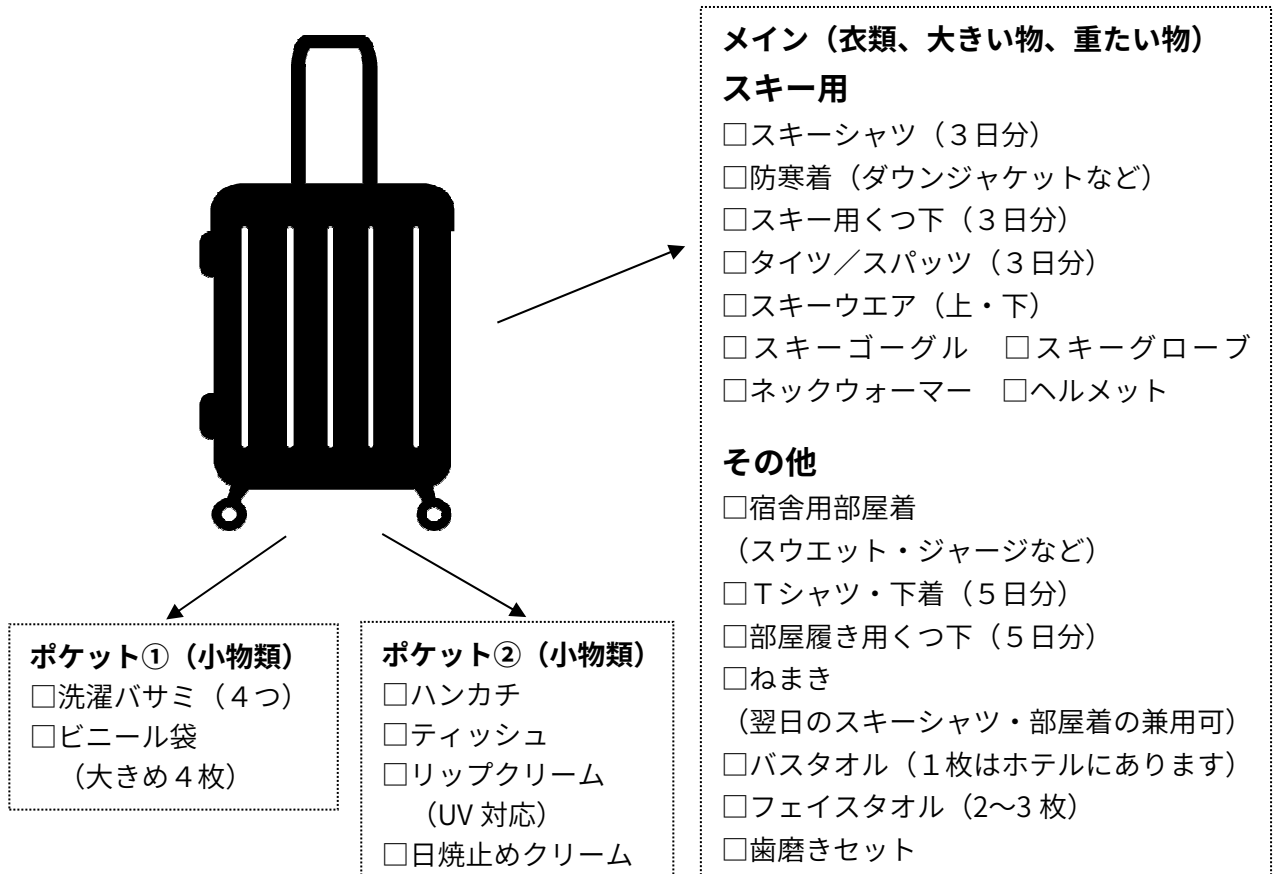 メイン（衣類、大きい物、重たい物）
スキー用
□スキーシャツ（３日分）
□防寒着（ダウンジャケットなど）
□スキー用くつ下（３日分）
□タイツ／スパッツ（３日分）
□スキーウエア（上・下）
□スキーゴーグル　□スキーグローブ
□ネックウォーマー　□ヘルメット
その他
□宿舎用部屋着
（スウエット・ジャージなど）
□Ｔシャツ・下着（５日分）
□部屋履き用くつ下（５日分）
□ねまき
（翌日のスキーシャツ・部屋着の兼用可）
□バスタオル（１枚はホテルにあります）
□フェイスタオル（2～3 枚）
□歯磨きセット
ポケット①（小物類）
□洗濯バサミ（４つ）
□ビニール袋
（大きめ４枚）
ポケット②（小物類）
□ハンカチ
□ティッシュ
□リップクリーム
（UV 対応）
□日焼止めクリーム